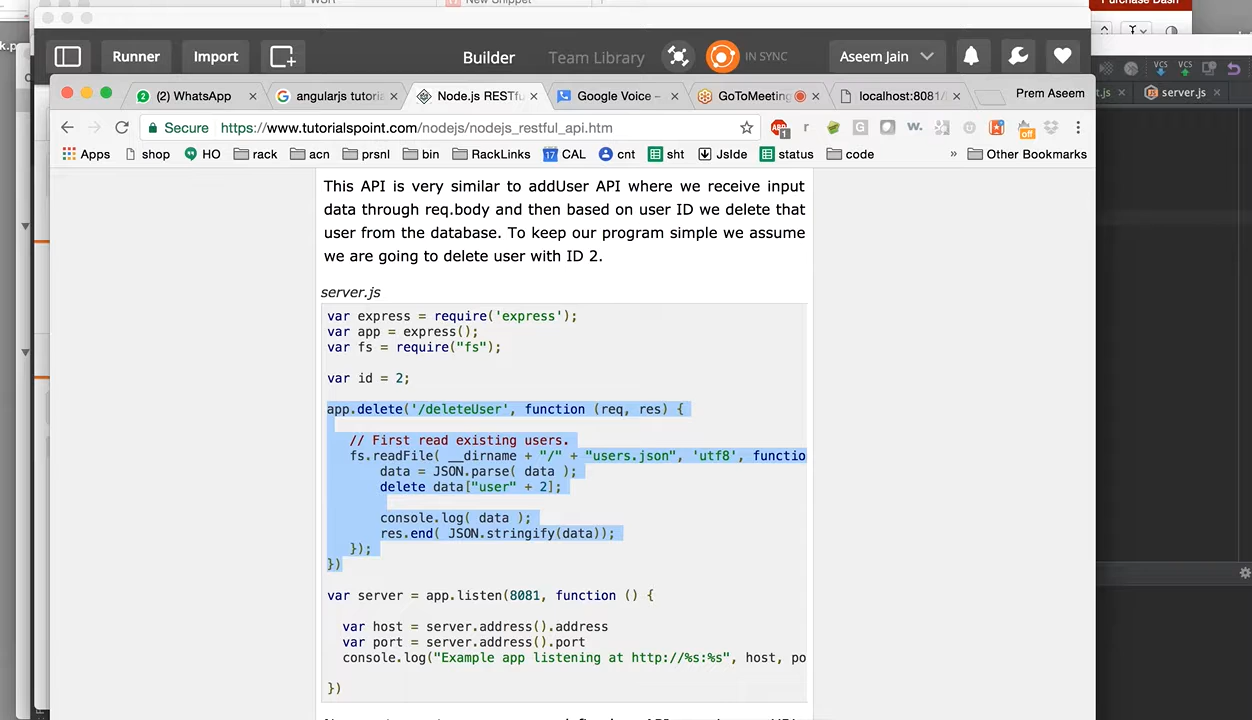 New Snippet
Purchase Dash
Runner
Import
Builder
Team Library
IN SYNC
Aseem Jain
(2) WhatsApp
angularjs tutoria
Node.js RESTfu
Google Voice –
GoToMeeting
localhost:8081/l
Prem Aseem
VCS
VCS
ts.js
server.js
Secure
https://www.tutorialspoint.com/nodejs/nodejs_restful_api.htm
Apps
shop
HO
rack
acn
prsnl
bin
RackLinks
CAL
cnt
sht
JsIde
status
code
»
Other Bookmarks
This API is very similar to addUser API where we receive input
data through req.body and then based on user ID we delete that
user from the database. To keep our program simple we assume
we are going to delete user with ID 2.
server.js
var express = require('express');
var app = express();
var fs = require("fs");
var id = 2;
app.delete('/deleteUser', function (req, res) {
// First read existing users.
fs.readFile( __dirname + "/" + "users.json", 'utf8', functio
data = JSON.parse( data );
delete data["user" + 2];
console.log( data );
res.end( JSON.stringify(data));
});
})
var server = app.listen(8081, function () {
var host = server.address().address
var port = server.address().port
console.log("Example app listening at http://%s:%s", host, po
})